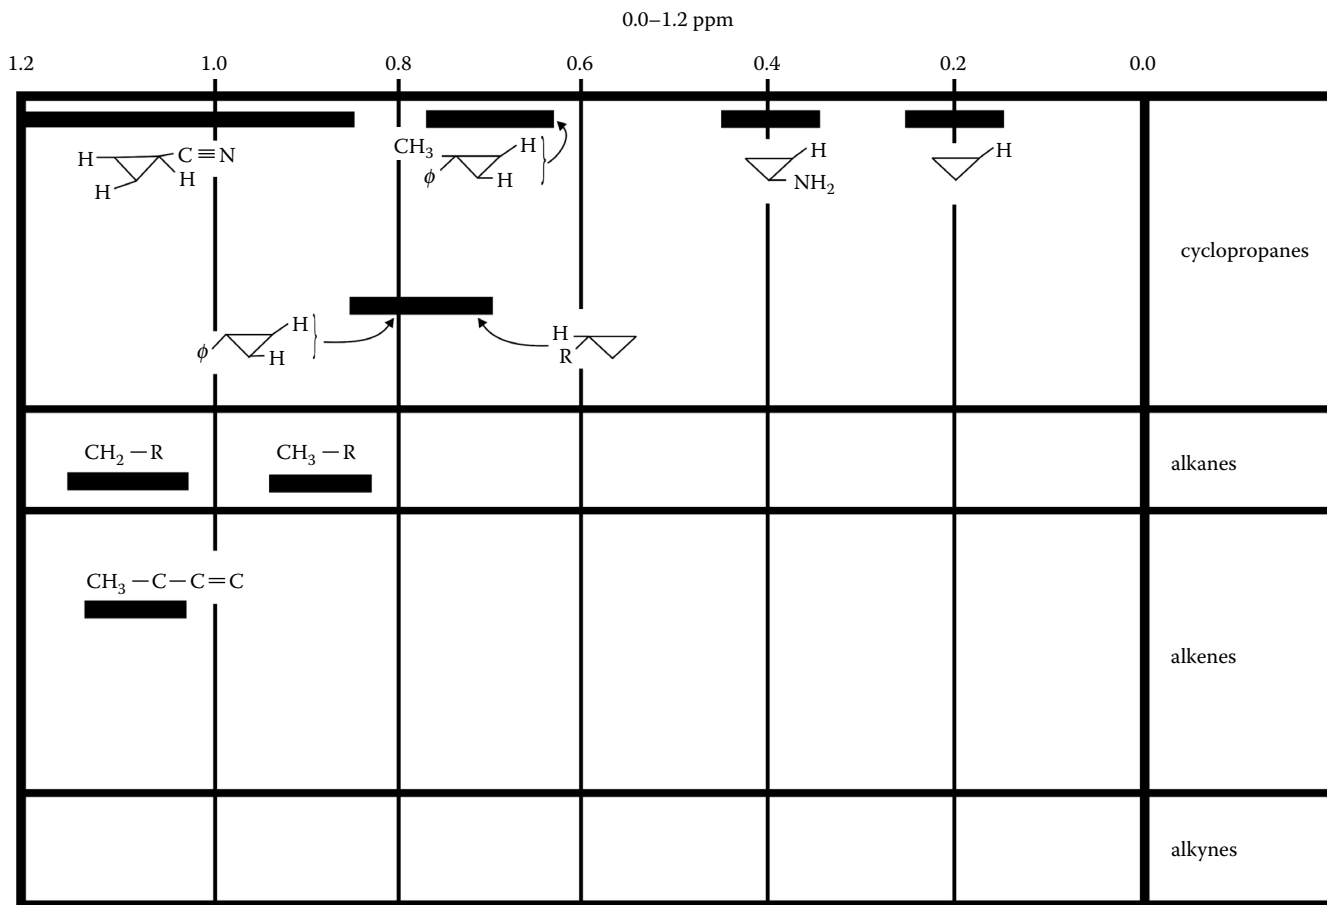 0.0–1.2 ppm
1.2 1.0 0.8 0.6 0.4 0.2 0.0
H C≡N H H
CH3 ϕ H H
H NH2
H
cyclopropanes
ϕ H H
H R
CH2—R CH3—R
alkanes
CH3—C—C=C
alkenes
alkynes